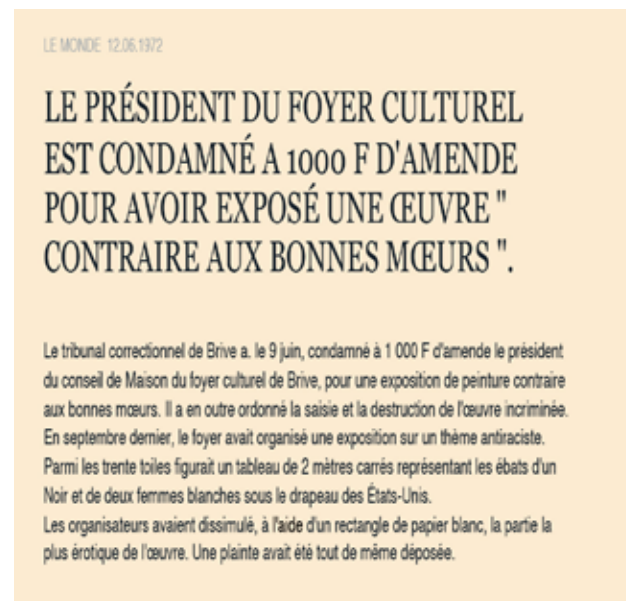 LE MONDE 12.06.1972
LE PRÉSIDENT DU FOYER CULTUREL
EST CONDAMNÉ A 1000 F D'AMENDE
POUR AVOIR EXPOSÉ UNE ŒUVRE "
CONTRAIRE AUX BONNES MŒURS ".
Le tribunal correctionnel de Brive a. le 9 juin, condamné à 1 000 F d'amende le président
du conseil de Maison du foyer culturel de Brive, pour une exposition de peinture contraire
aux bonnes mœurs. Il a en outre ordonné la saisie et la destruction de l'œuvre incriminée.
En septembre dernier, le foyer avait organisé une exposition sur un thème antiraciste.
Parmi les trente toiles figurait un tableau de 2 mètres carrés représentant les ébats d'un
Noir et de deux femmes blanches sous le drapeau des États-Unis.
Les organisateurs avaient dissimulé, à l'aide d'un rectangle de papier blanc, la partie la
plus érotique de l'œuvre. Une plainte avait été tout de même déposée.